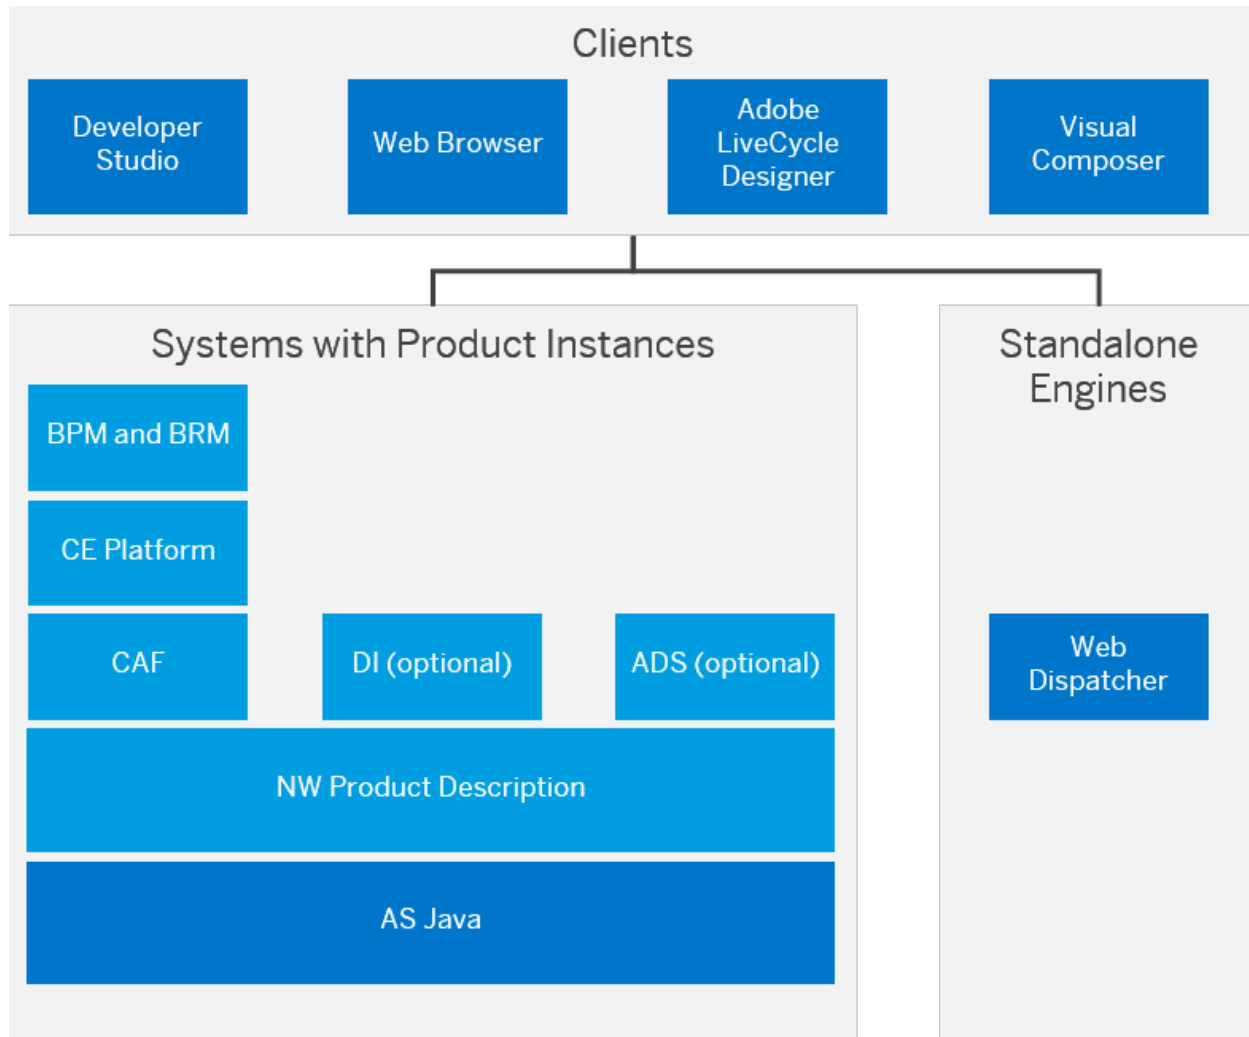 Clients
Developer
Studio
Web Browser
Adobe
LiveCycle
Designer
Visual
Composer
Systems with Product Instances
BPM and BRM
CE Platform
CAF
DI (optional)
ADS (optional)
NW Product Description
AS Java
Standalone
Engines
Web
Dispatcher